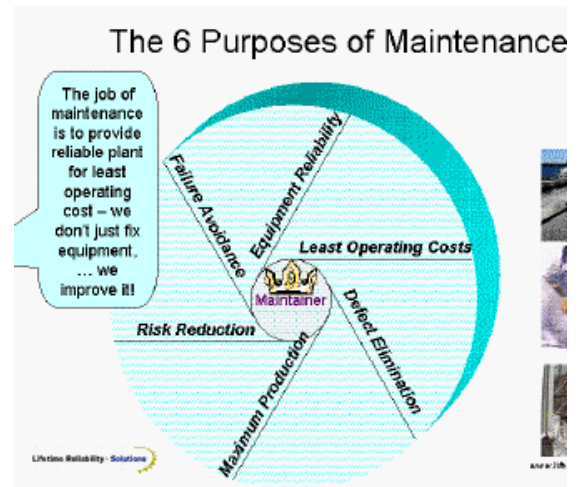 The 6 Purposes of Maintenance
The job of
maintenance
is to provide
reliable plant
for least
operating
cost – we
don't just fix
equipment,
... we
improve it!!
Failure Avoidance
Equipment Reliability
Least Operating Costs
Maintainer
Defect Elimination
Risk Reduction
Maximum Production
Lifetime Reliability - Solutions